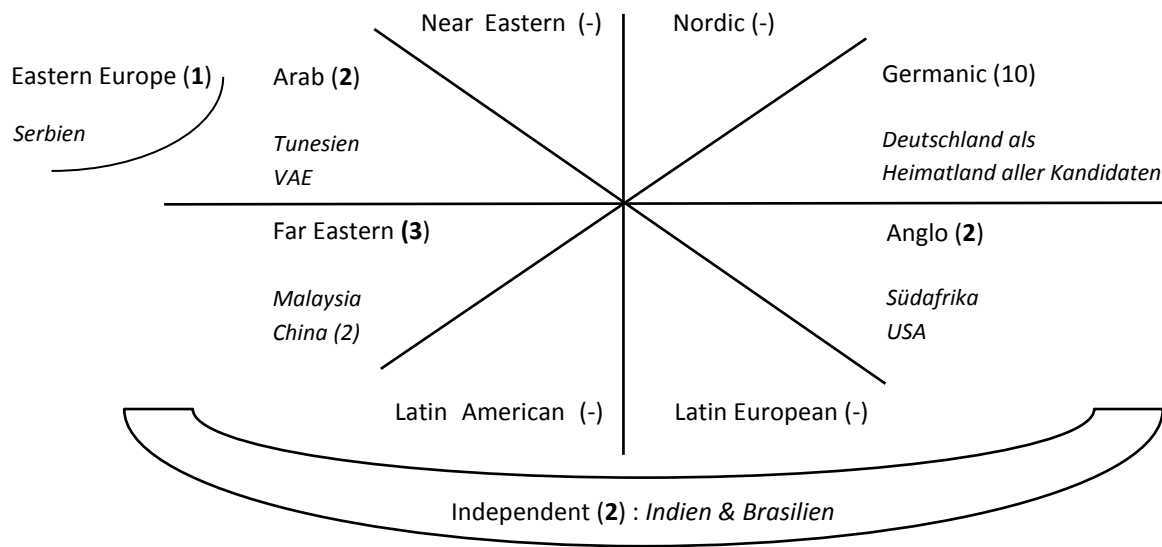 Near Eastern (-)
Nordic (-)
Eastern Europe (1)
Serbien
Arab (2)
Tunesien
VAE
Germanic (10)
Deutschland als
Heimatland aller Kandidaten
Far Eastern (3)
Malaysia
China (2)
Anglo (2)
Südafrika
USA
Latin American (-)
Latin European (-)
Independent (2) : Indien & Brasilien